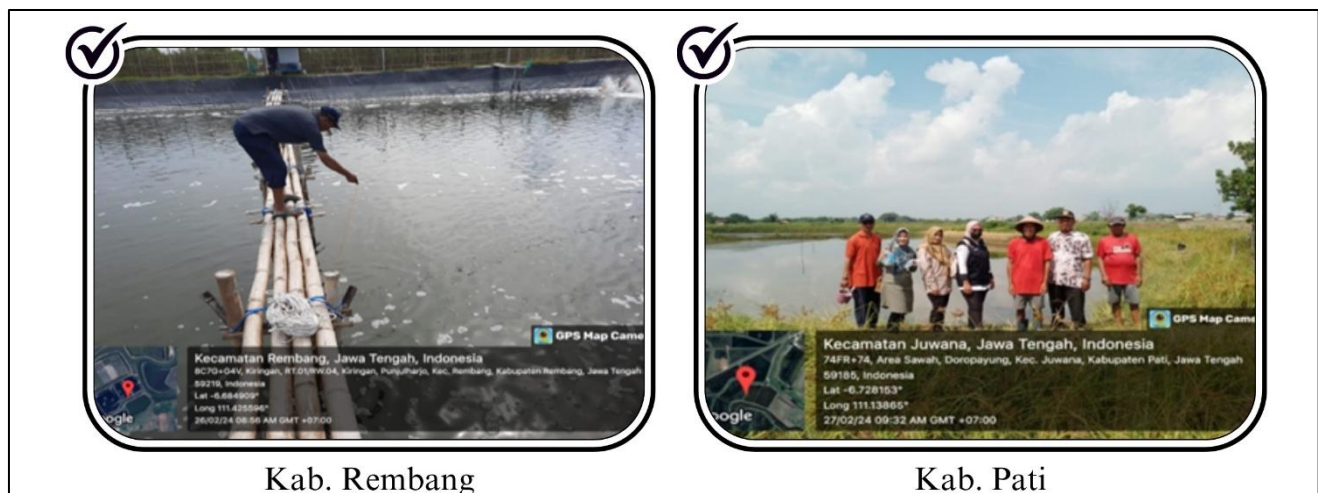 GPS Map Came
Kecamatan Rembang, Jawa Tengah, Indonesia
8C7G+G4V, Kiringan, RT.01/RW.04, Kiringan, Punjulharjo, Kec. Rembang, Kabupaten Rembang, Jawa Tengah
59219, Indonesia
Lat -6.684909°
Long 111.425596°
26/02/24 08:56 AM GMT +07:00
oogle
Kab. Rembang
GPS Map Came
Kecamatan Juwana, Jawa Tengah, Indonesia
74FR+74, Area Sawah, Doropayung, Kec. Juwana, Kabupaten Pati, Jawa Tengah
59185, Indonesia
Lat -6.728153°
Long 111.13865°
27/02/24 09:32 AM GMT +07:00
oogle
Kab. Pati